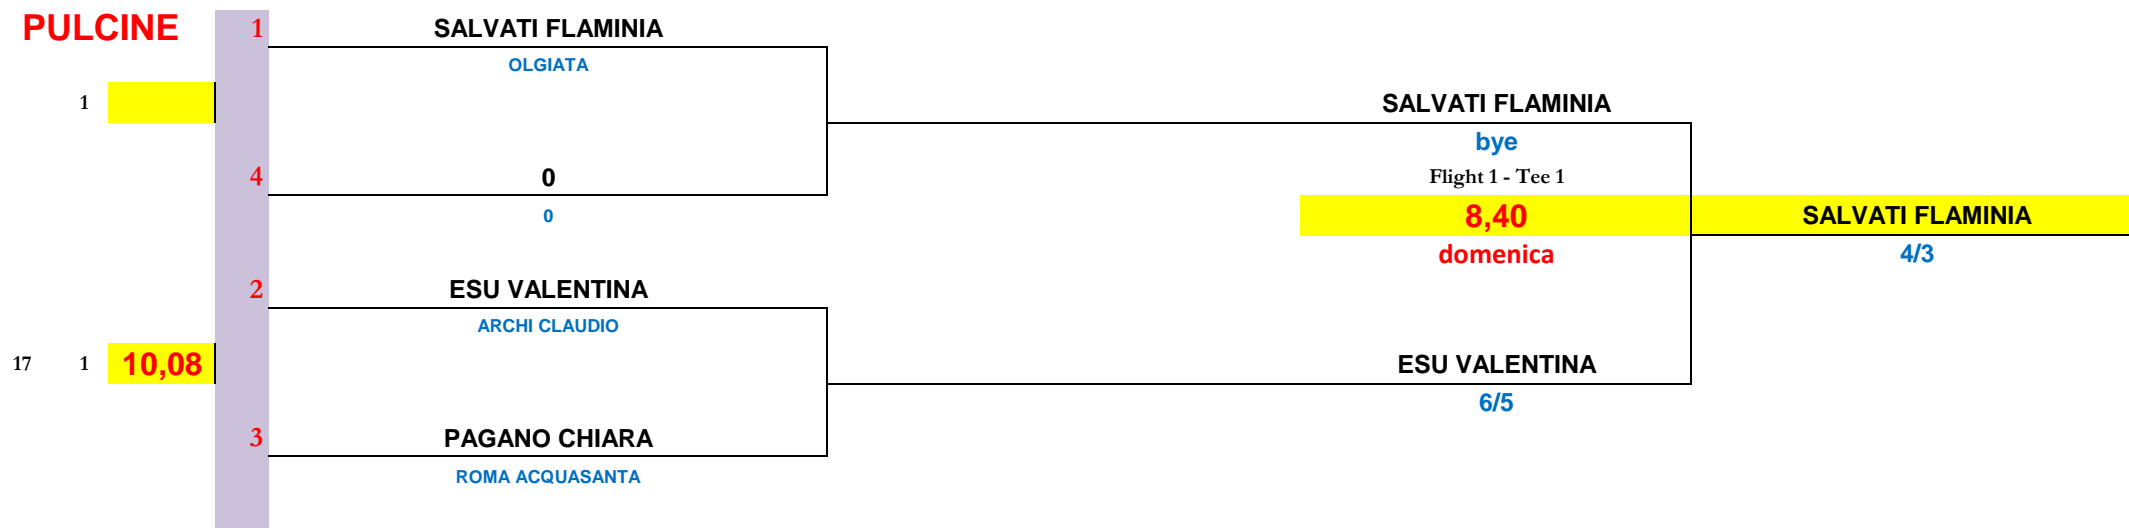 PULCINE
1 SALVATI FLAMINIA
OLGIATA
1 SALVATI FLAMINIA
bye
4 0 Flight 1 - Tee 1
0 8,40 SALVATI FLAMINIA
domenica 4/3
2 ESU VALENTINA
ARCHI CLAUDIO
17 1 10,08 ESU VALENTINA
6/5
3 PAGANO CHIARA
ROMA ACQUASANTA